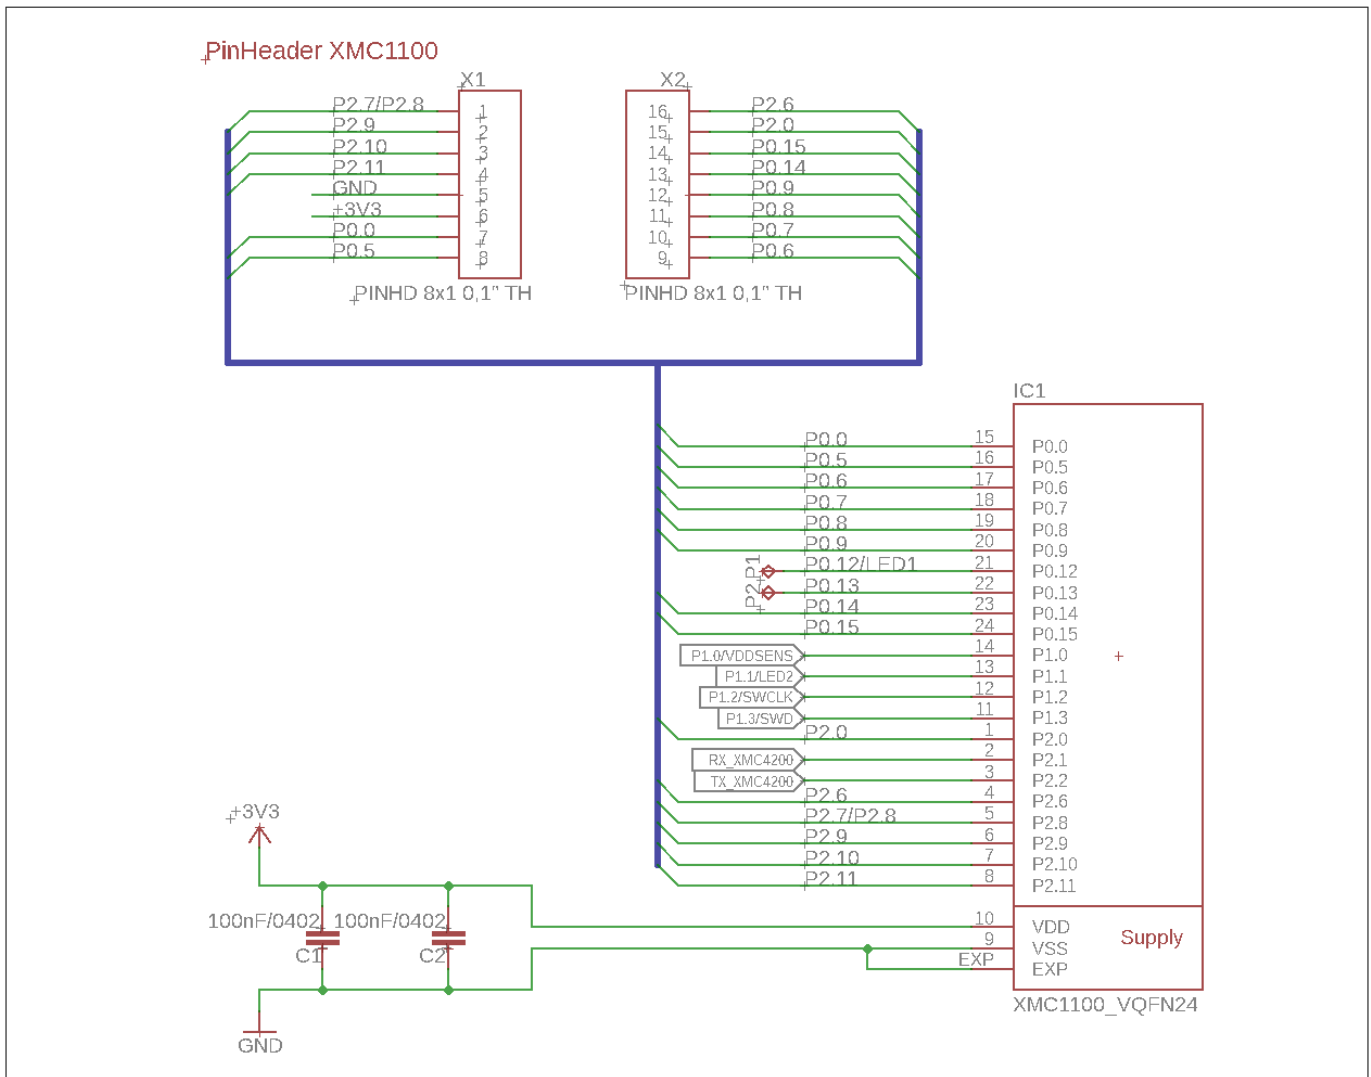 PinHeader XMC1100
X1 X2
P2.7/P2.8 1 16 P2.6
P2.9 2 15 P2.0
P2.10 3 14 P0.15
P2.11 4 13 P0.14
GND 5 12 P0.9
+3V3 6 11 P0.8
P0.0 7 10 P0.7
P0.5 8 9 P0.6
PINHD 8x1 0,1" TH PINHD 8x1 0,1" TH
IC1
P0.0 15 P0.0
P0.5 16 P0.5
P0.6 17 P0.6
P0.7 18 P0.7
P0.8 19 P0.8
P0.9 20 P0.9
P1 P0.12/LED1 21 P0.12
P2 P0.13 22 P0.13
P0.14 23 P0.14
P0.15 24 P0.15
P1.0/VDDSENS 14 P1.0
P1.1/LED2 13 P1.1
P1.2/SWCLK 12 P1.2
P1.3/SWD 11 P1.3
P2.0 1 P2.0
RX_XMC4200 2 P2.1
TX_XMC4200 3 P2.2
P2.6 4 P2.6
P2.7/P2.8 5 P2.8
P2.9 6 P2.9
P2.10 7 P2.10
P2.11 8 P2.11
+3V3
100nF/0402 100nF/0402
C1 C2
GND
10 VDD
9 VSS Supply
EXP EXP
XMC1100_VQFN24